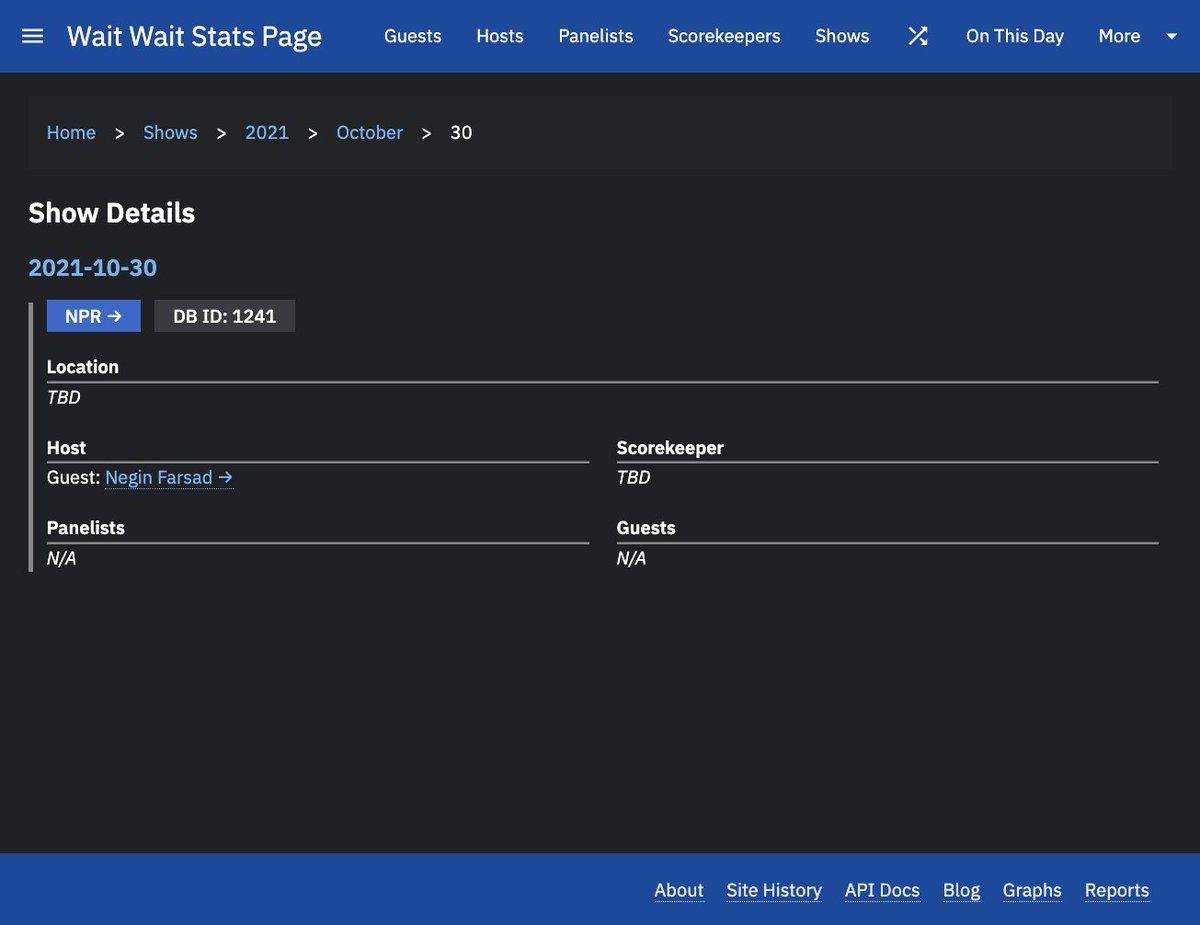 Wait Wait Stats Page Guests Hosts Panelists Scorekeepers Shows On This Day More
Home > Shows > 2021 > October > 30
Show Details
2021-10-30
NPR → DB ID: 1241
Location
TBD
Host
Guest: Negin Farsad →
Scorekeeper
TBD
Panelists
N/A
Guests
N/A
About Site History API Docs Blog Graphs Reports